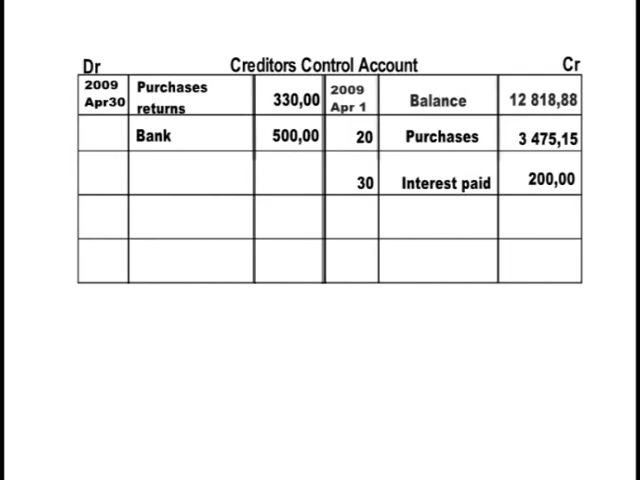 Dr Creditors Control Account Cr
2009 Purchases 2009
Apr30 returns 330,00 Apr 1 Balance 12 818,88
Bank 500,00 20 Purchases 3 475,15
30 Interest paid 200,00